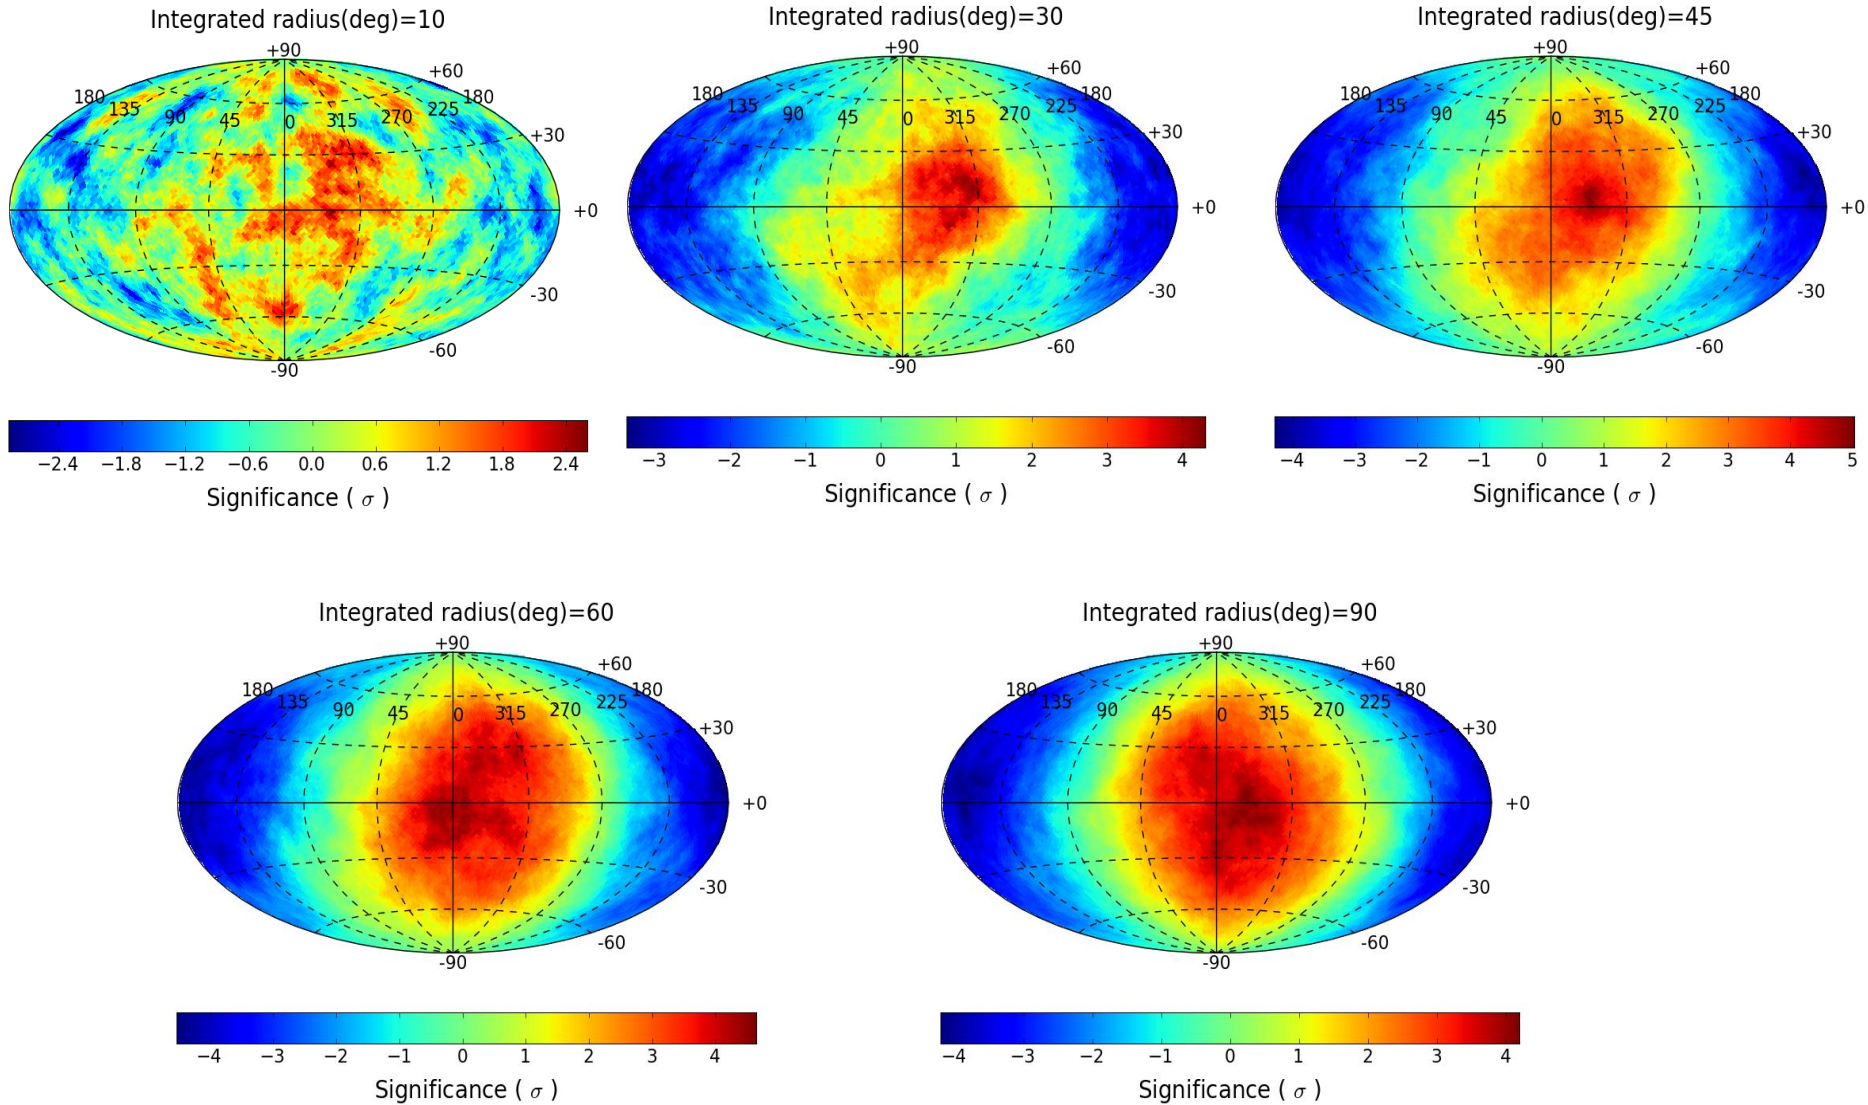 Integrated radius(deg)=10
+90
+60
180 135 90 45 0 315 270 225 180
+30
+0
-30
-60
-90
−2.4 −1.8 −1.2 −0.6 0.0 0.6 1.2 1.8 2.4
Significance ( σ )
Integrated radius(deg)=30
+90
+60
180 135 90 45 0 315 270 225 180
+30
+0
-30
-60
-90
−3 −2 −1 0 1 2 3 4
Significance ( σ )
Integrated radius(deg)=45
+90
+60
180 135 90 45 0 315 270 225 180
+30
+0
-30
-60
-90
−4 −3 −2 −1 0 1 2 3 4 5
Significance ( σ )
Integrated radius(deg)=60
+90
+60
180 135 90 45 0 315 270 225 180
+30
+0
-30
-60
-90
−4 −3 −2 −1 0 1 2 3 4
Significance ( σ )
Integrated radius(deg)=90
+90
+60
180 135 90 45 0 315 270 225 180
+30
+0
-30
-60
-90
−4 −3 −2 −1 0 1 2 3 4
Significance ( σ )